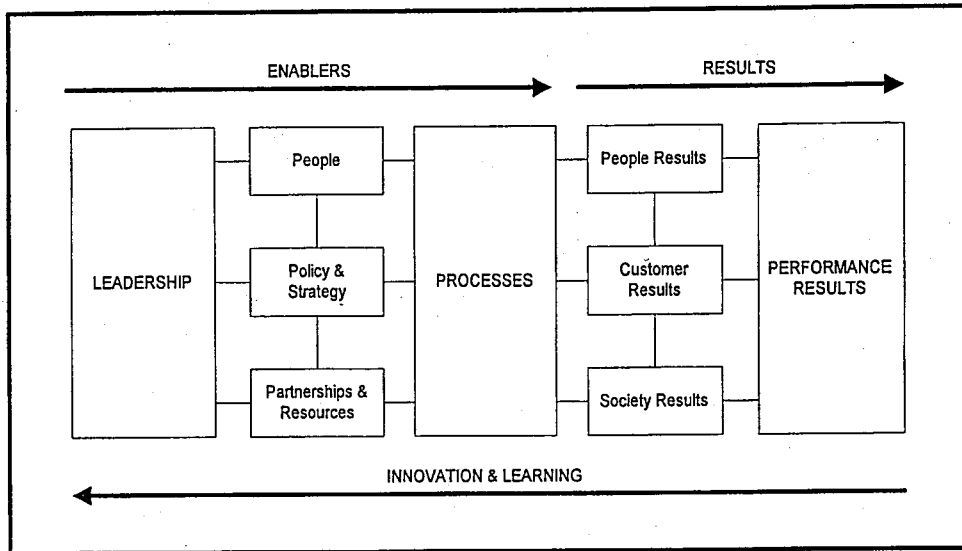 ENABLERS
RESULTS
LEADERSHIP
People
Policy &
Strategy
Partnerships &
Resources
PROCESSES
People Results
Customer
Results
Society Results
PERFORMANCE
RESULTS
INNOVATION & LEARNING